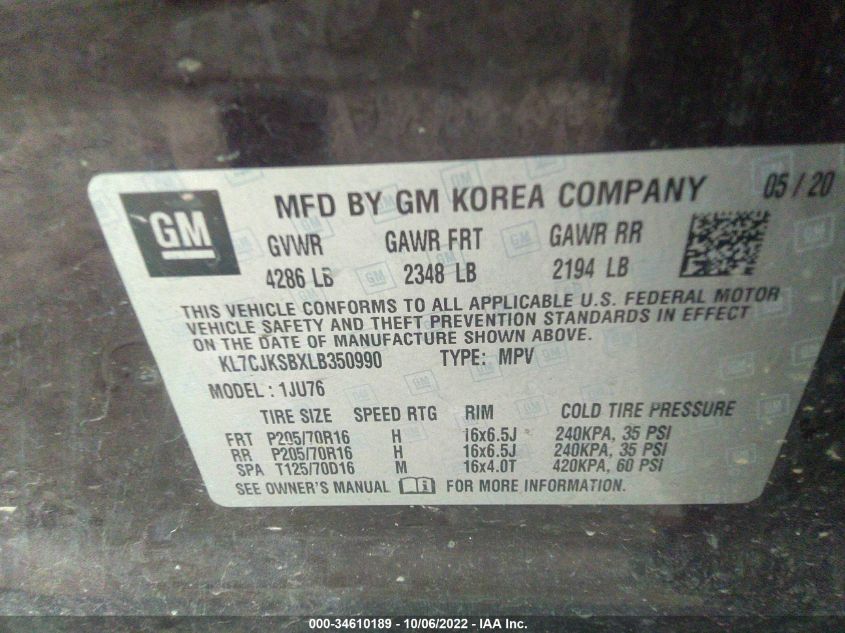 GM
MFD BY GM KOREA COMPANY 05 / 20
GVWR GAWR FRT GAWR RR
4286 LB 2348 LB 2194 LB
THIS VEHICLE CONFORMS TO ALL APPLICABLE U.S. FEDERAL MOTOR
VEHICLE SAFETY AND THEFT PREVENTION STANDARDS IN EFFECT
ON THE DATE OF MANUFACTURE SHOWN ABOVE.
KL7CJKSBXLB350990 TYPE: MPV
MODEL : 1JU76
TIRE SIZE SPEED RTG RIM COLD TIRE PRESSURE
FRT P205/70R16 H 16x6.5J 240KPA, 35 PSI
RR P205/70R16 H 16x6.5J 240KPA, 35 PSI
SPA T125/70D16 M 16x4.0T 420KPA, 60 PSI
SEE OWNER'S MANUAL FOR MORE INFORMATION.
000-34610189 - 10/06/2022 - IAA Inc.